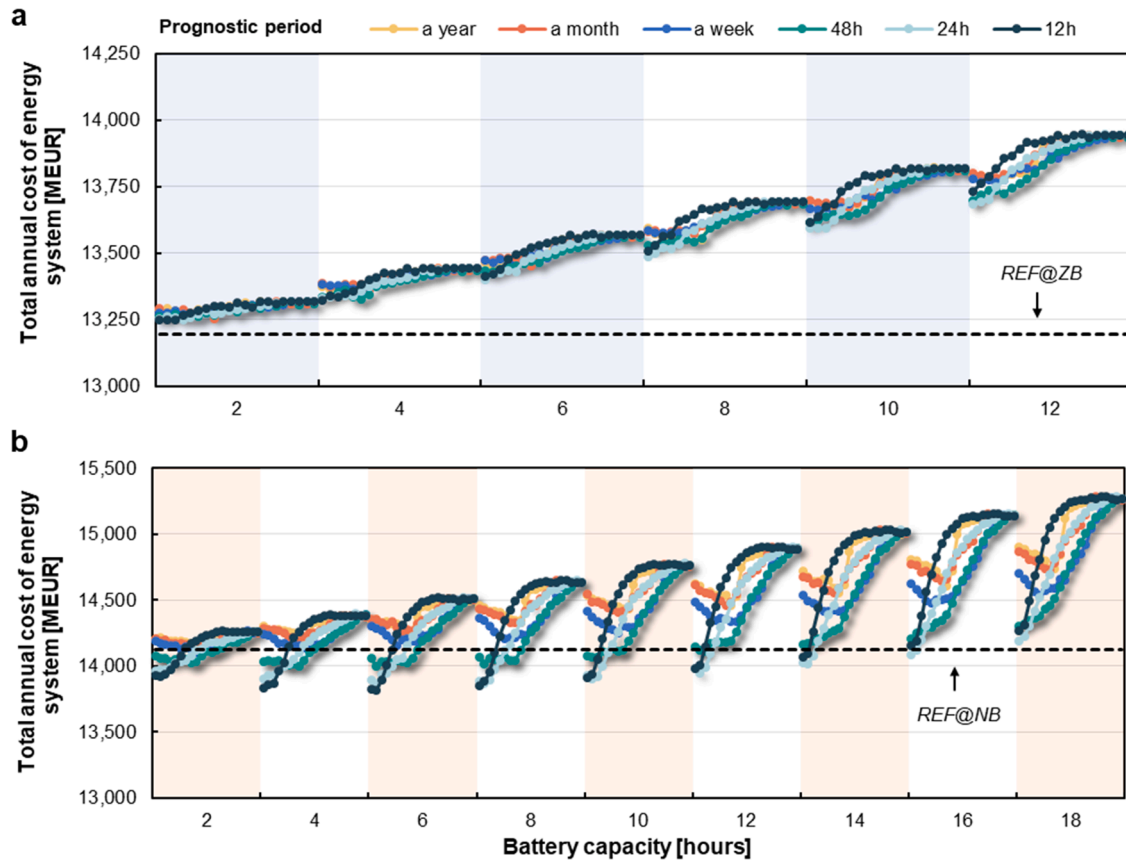 a
Prognostic period a year a month a week 48h 24h 12h
Total annual cost of energy
system [MEUR]
14,250
14,000
13,750
13,500
13,250
13,000
REF@ZB
2 4 6 8 10 12
b
Total annual cost of energy
system [MEUR]
15,500
15,000
14,500
14,000
13,500
13,000
REF@NB
2 4 6 8 10 12 14 16 18
Battery capacity [hours]